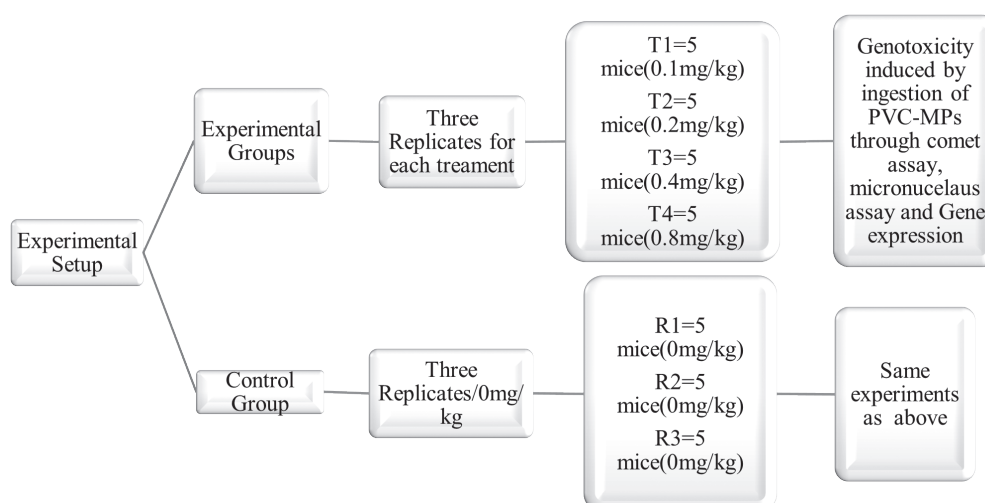 Experimental
Setup
Experimental
Groups
Three
Replicates for
each treament
T1=5
mice(0.1mg/kg)
T2=5
mice(0.2mg/kg)
T3=5
mice(0.4mg/kg)
T4=5
mice(0.8mg/kg)
Genotoxicity
induced by
ingestion of
PVC-MPs
through comet
assay,
micronucelaus
assay and Gene
expression
Control
Group
Three
Replicates/0mg/
kg
R1=5
mice(0mg/kg)
R2=5
mice(0mg/kg)
R3=5
mice(0mg/kg)
Same
experiments
as above